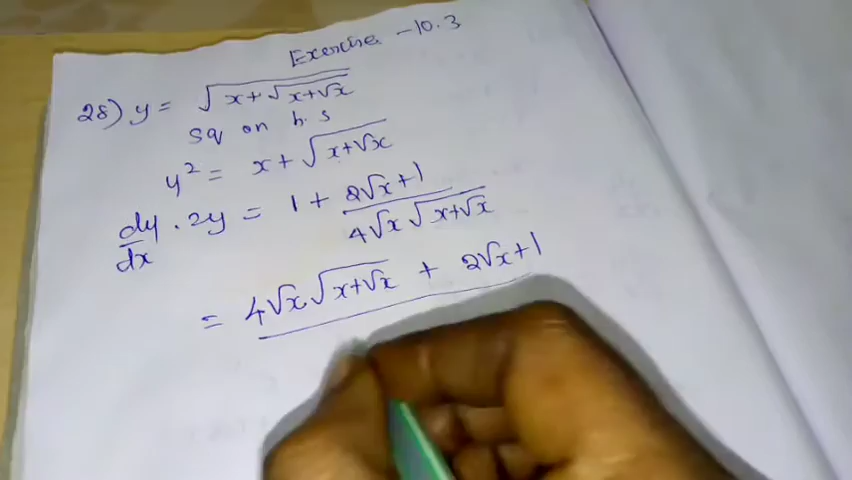 Exercise - 10.3
28) y = √(x+√(x+√x))
sq on b.s
y² = x + √(x+√x)
dy/dx . 2y = 1 + (2√x+1)/(4√x √(x+√x))
= 4√x √(x+√x) + 2√x+1